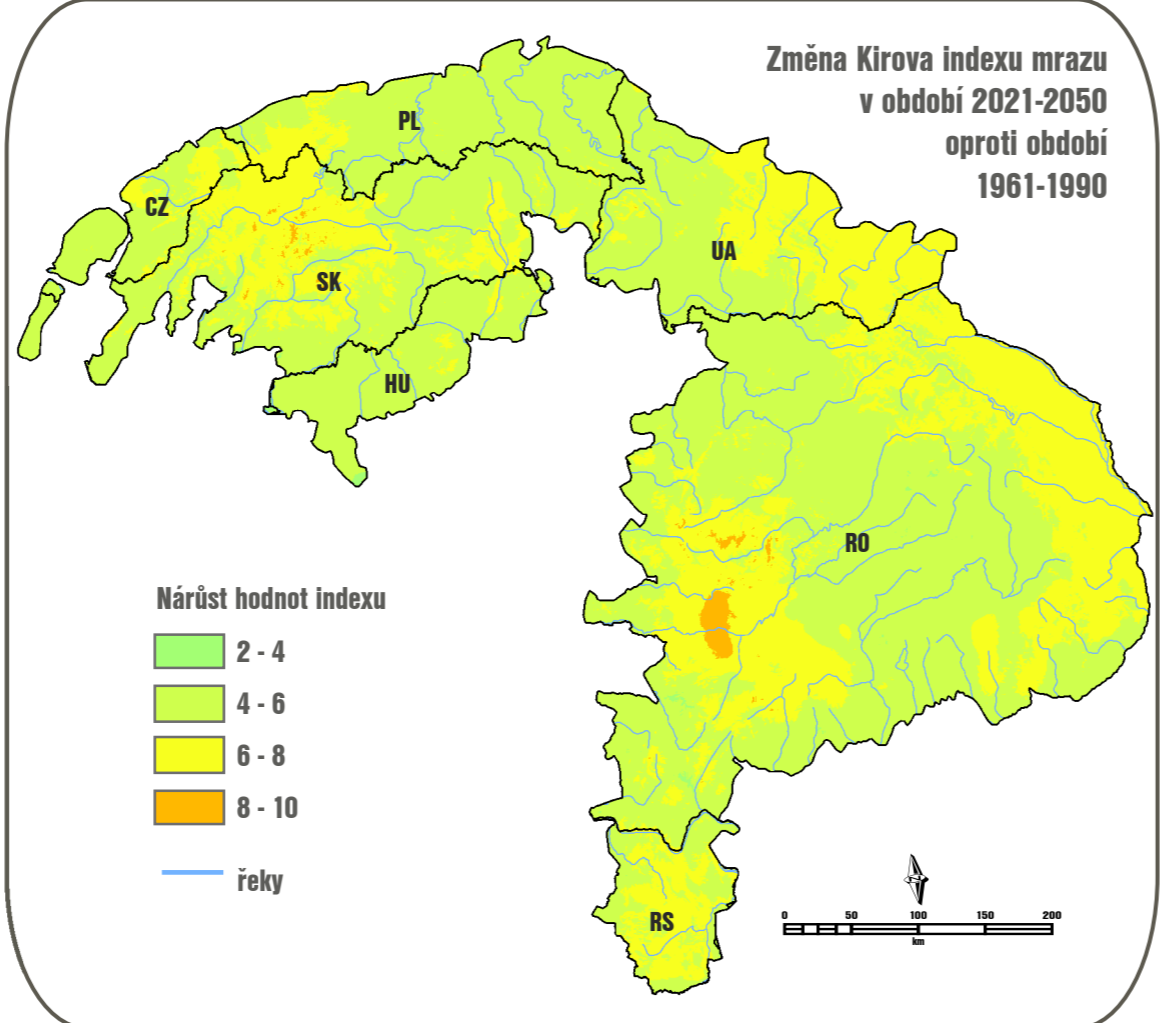 Změna Kirova indexu mrazu
v období 2021-2050
oproti období
1961-1990
PL
CZ
UA
SK
HU
RO
RS
Nárůst hodnot indexu
2 - 4
4 - 6
6 - 8
8 - 10
řeky
0 50 100 150 200
km